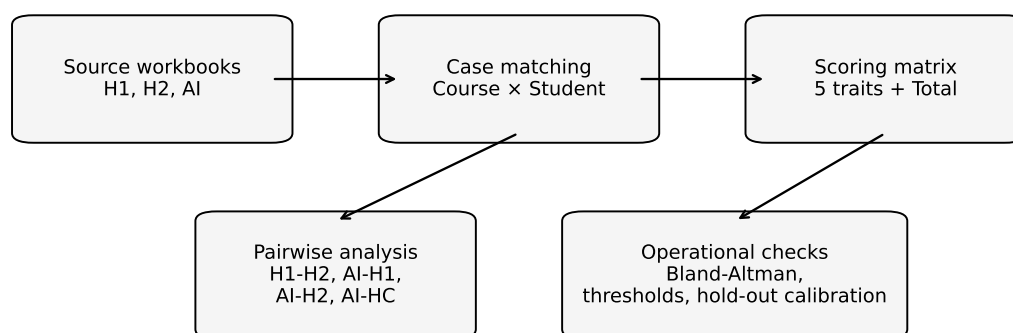 Source workbooks
H1, H2, AI
Case matching
Course × Student
Scoring matrix
5 traits + Total
Pairwise analysis
H1-H2, AI-H1,
AI-H2, AI-HC
Operational checks
Bland-Altman,
thresholds, hold-out calibration